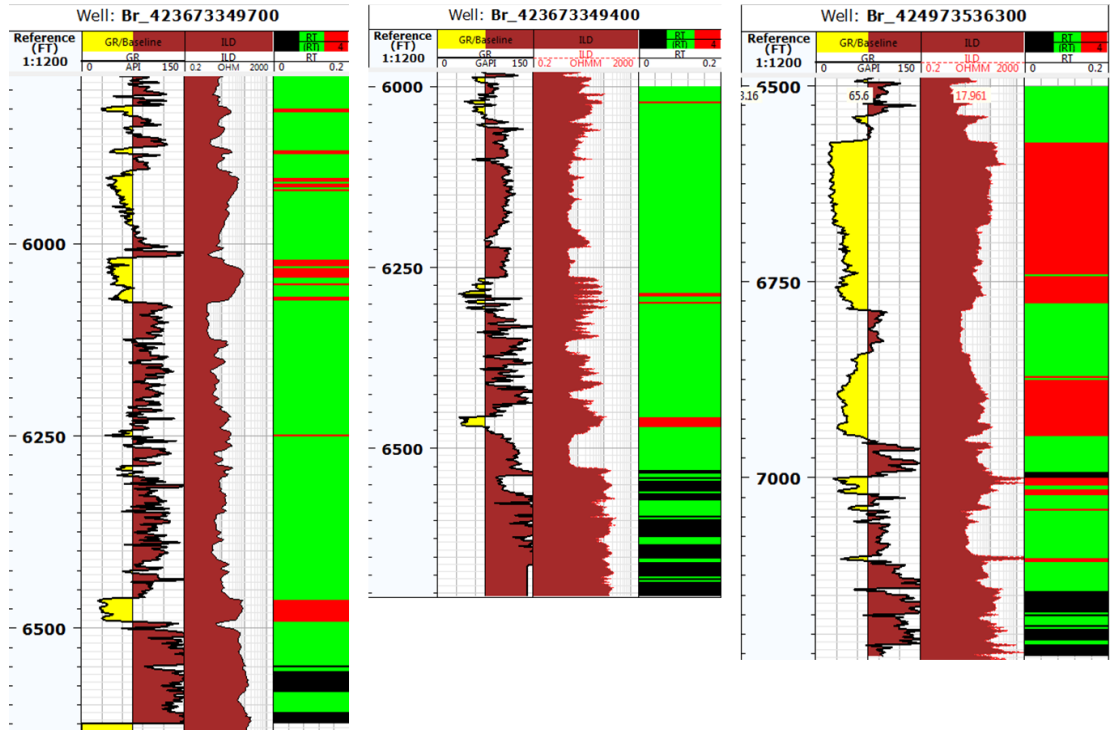 Well: Br_423673349700
Reference
(FT)
1:1200
GR/Baseline
ILD
RT
(RT)
4
GR
ILD
RT
0 API 150
0.2 OHM 2000
0 0.2
6000
6250
6500
Well: Br_423673349400
Reference
(FT)
1:1200
GR/Baseline
ILD
RT
(RT)
4
GR
ILD
RT
0 GAPI 150
0.2 OHMM 2000
0 0.2
6000
6250
6500
Well: Br_424973536300
Reference
(FT)
1:1200
GR/Baseline
ILD
RT
(RT)
4
GR
ILD
RT
0 GAPI 150
0.2 OHMM 2000
0 0.2
5500
3.16
65.6
17.961
6750
7000